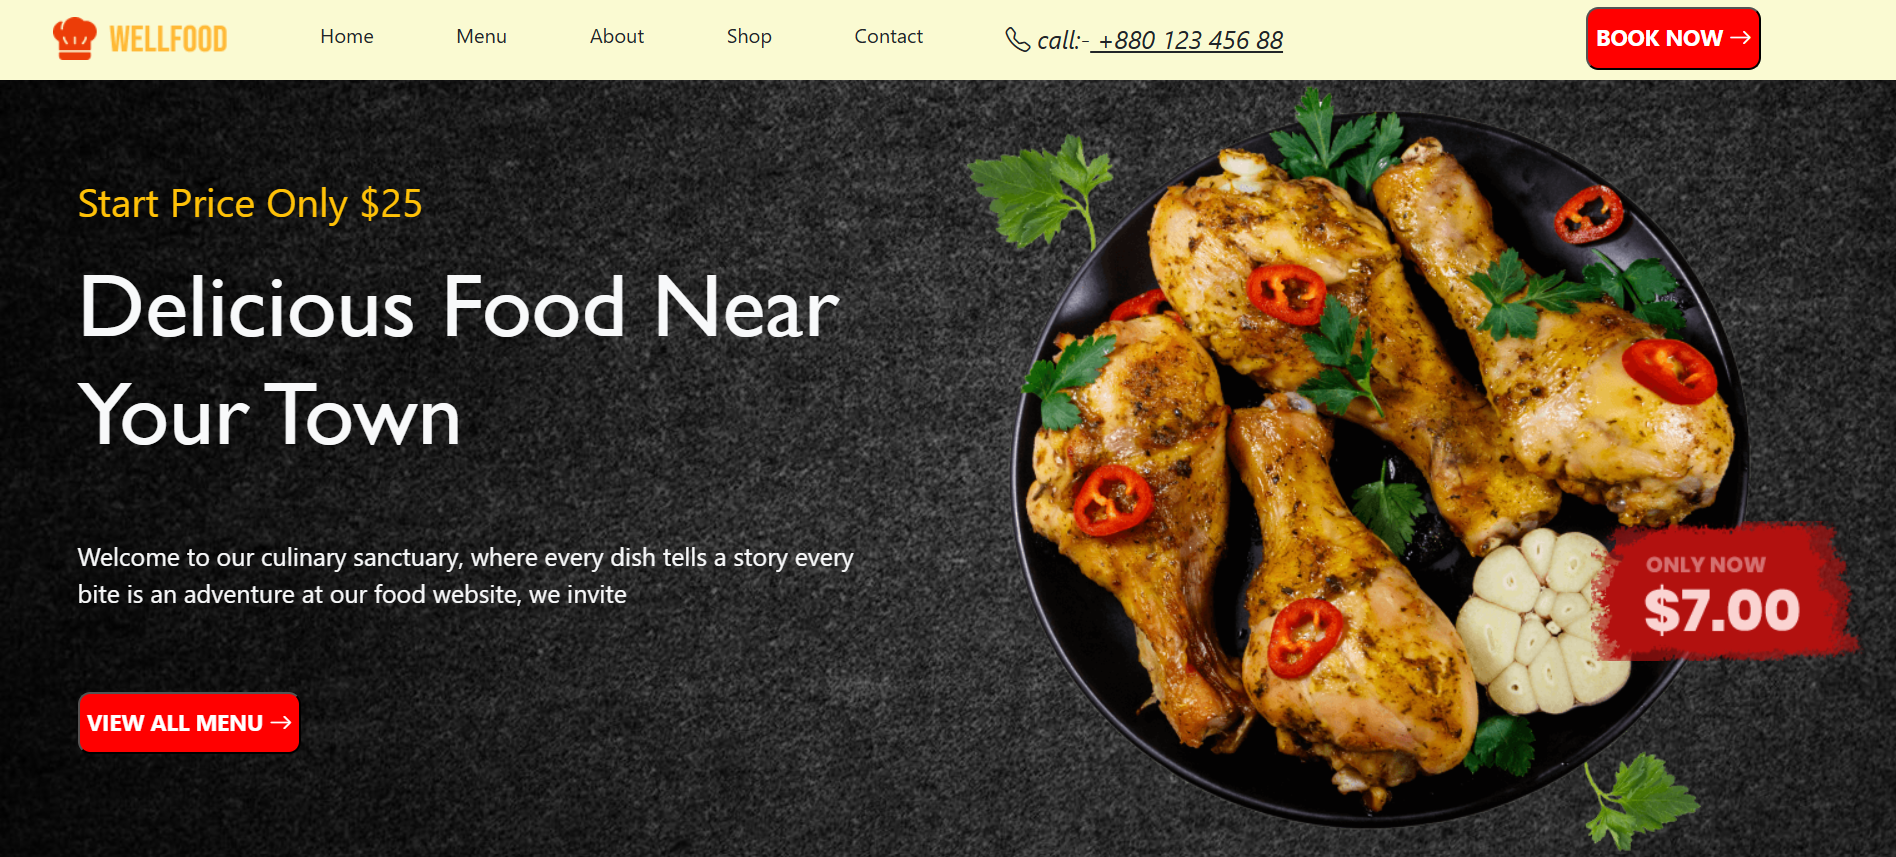 WELLFOOD
Home
Menu
About
Shop
Contact
call:- +880 123 456 88
BOOK NOW →
Start Price Only $25
Delicious Food Near
Your Town
Welcome to our culinary sanctuary, where every dish tells a story every
bite is an adventure at our food website, we invite
VIEW ALL MENU →
ONLY NOW
$7.00